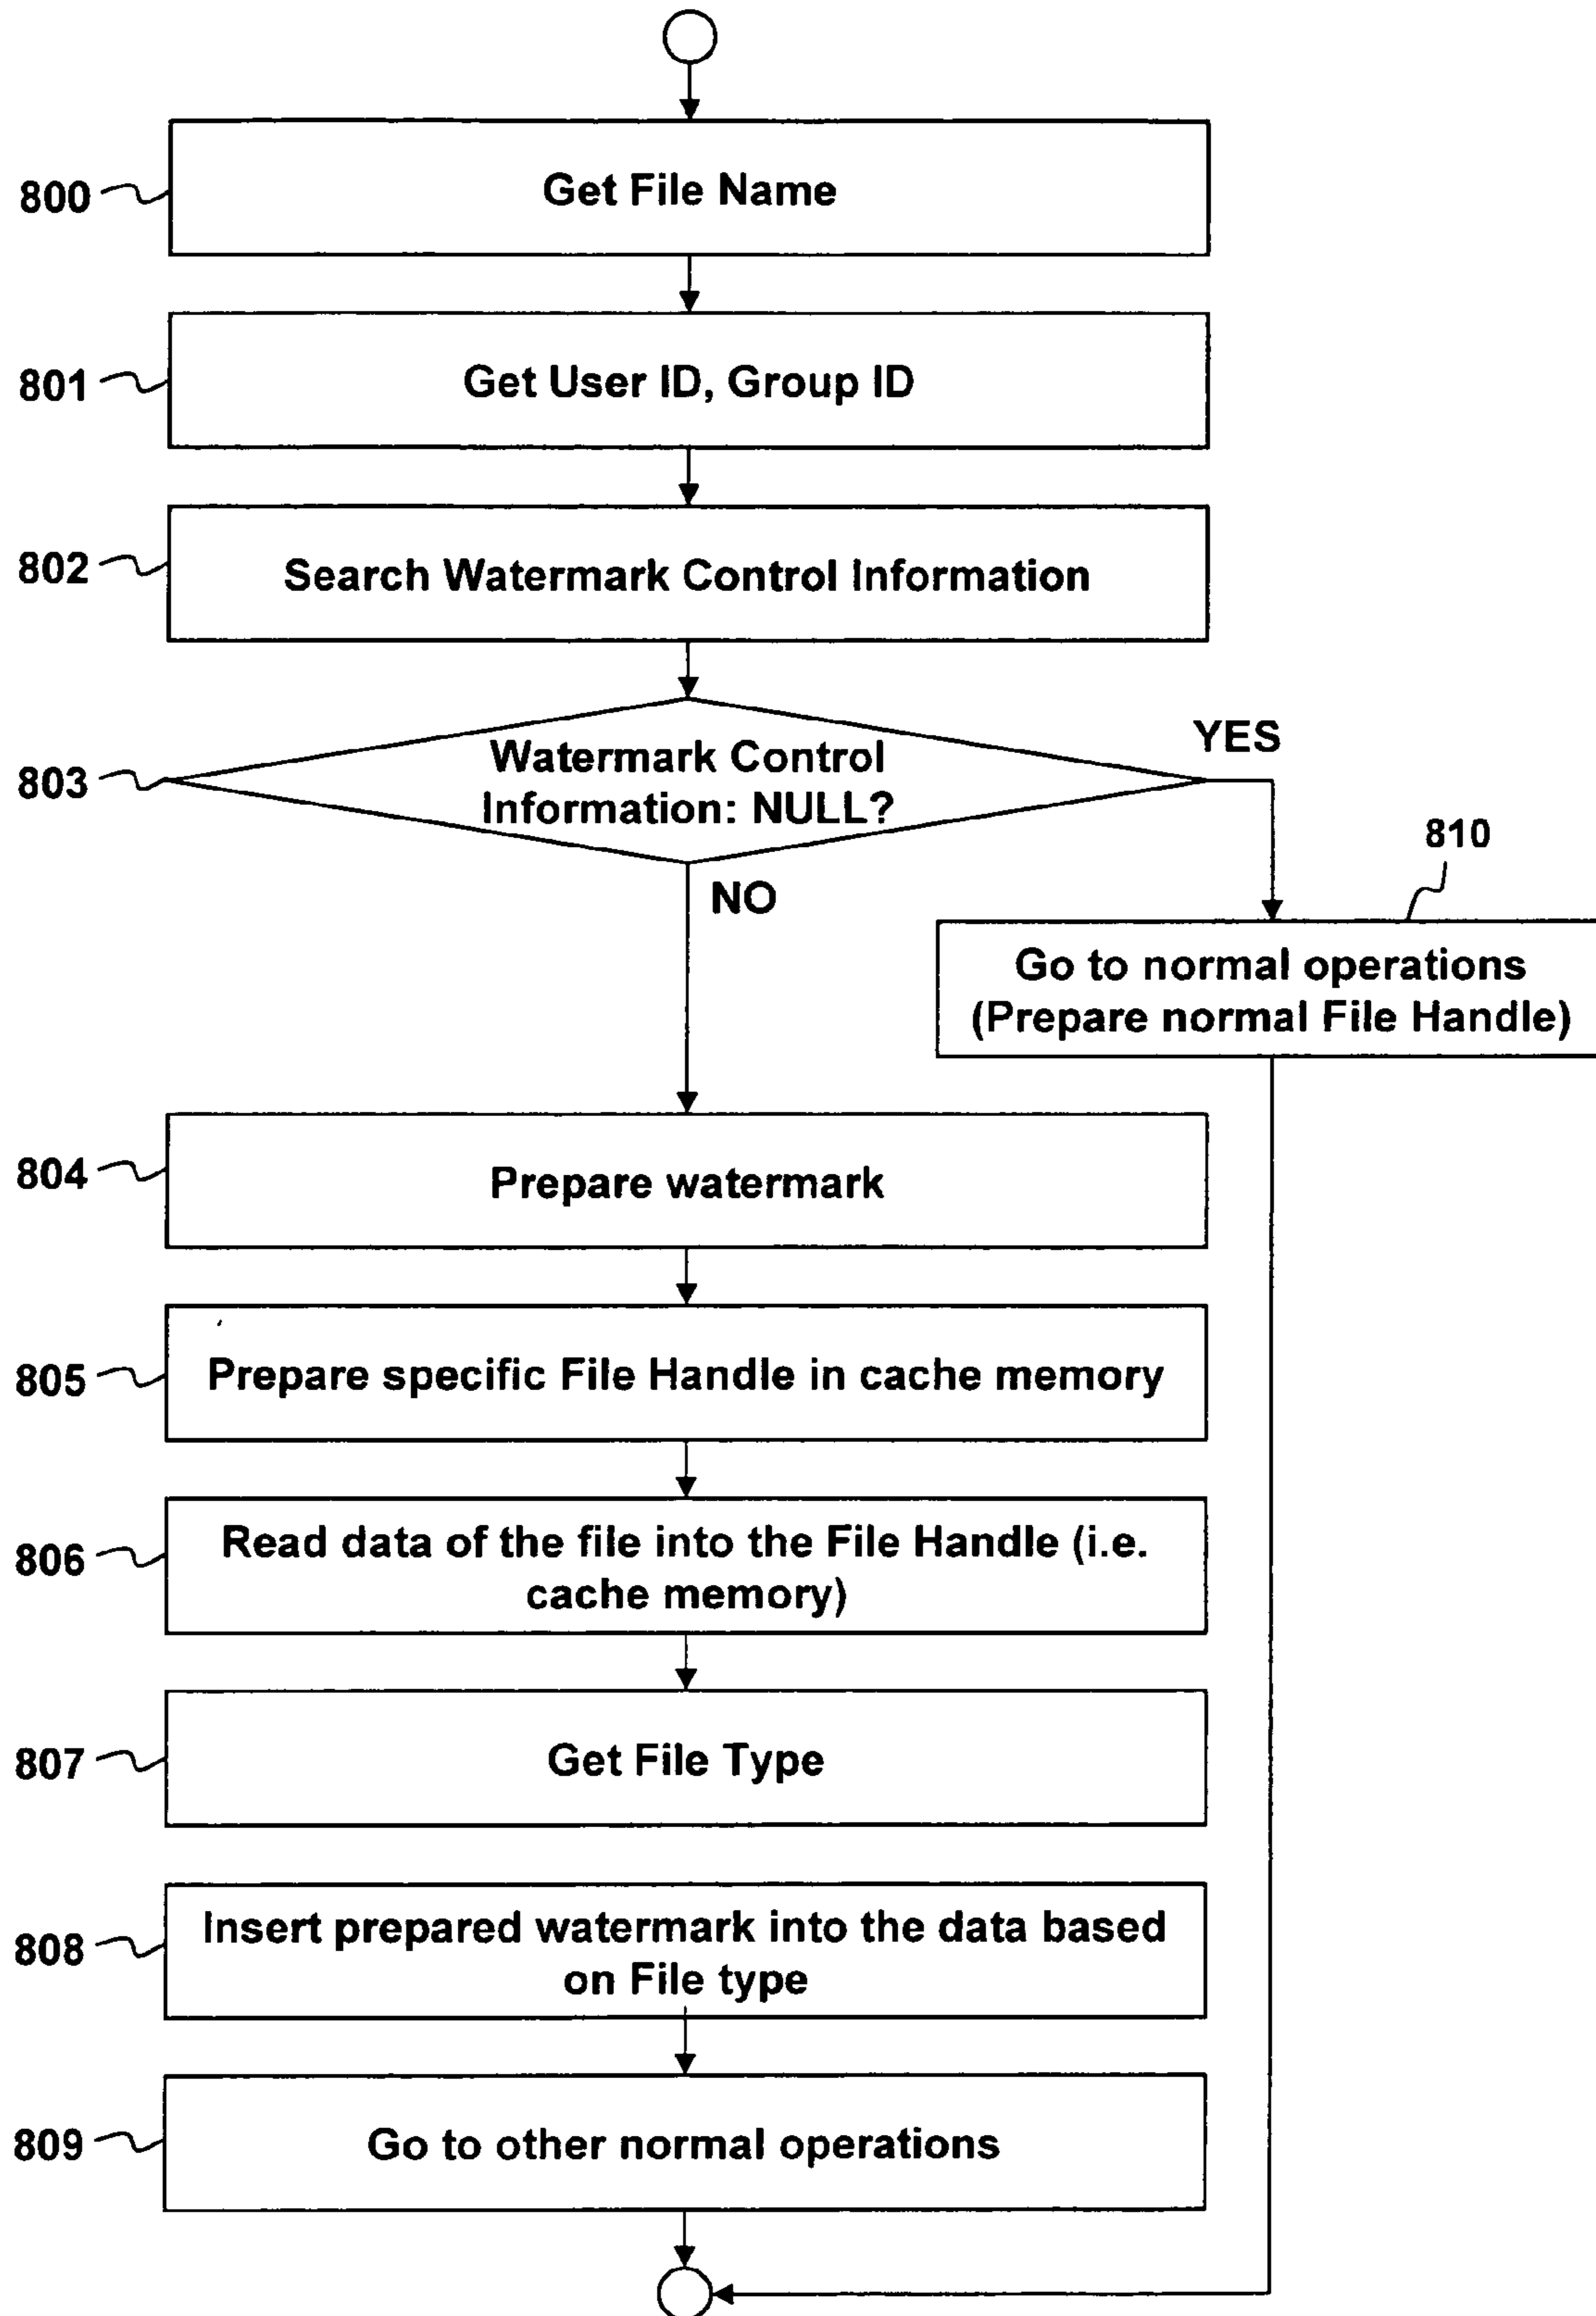 800
Get File Name
801
Get User ID, Group ID
802
Search Watermark Control Information
803
Watermark Control
Information: NULL?
YES
NO
810
Go to normal operations
(Prepare normal File Handle)
804
Prepare watermark
805
Prepare specific File Handle in cache memory
806
Read data of the file into the File Handle (i.e.
cache memory)
807
Get File Type
808
Insert prepared watermark into the data based
on File type
809
Go to other normal operations